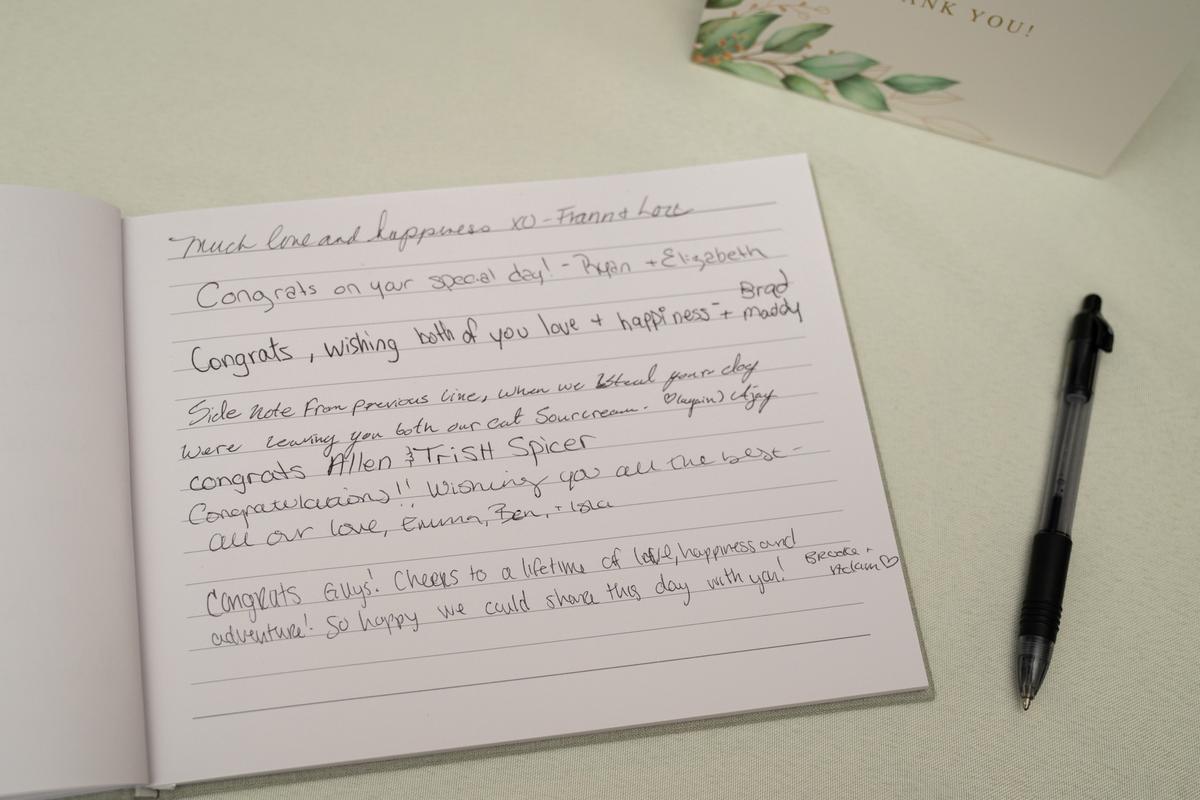 ANK YOU!
Much love and happiness XO - Frann +
Congrats on your special day! - Ryan + Elizabeth
Congrats, wishing both of you love + happiness - Brad + Maddy
Side Note From previous line, when we steal your day
were leaving you both our cat Sourcream. ♡(again) Ajay
congrats Allen & TRISH Spicer
Congratulations!! Wishing you all the best -
all our love, Emma, Ben, + Isla
Congrats Guys! Cheers to a lifetime of love, happiness and
adventure! So happy we could share this day with you! Brooke + Adam ♡